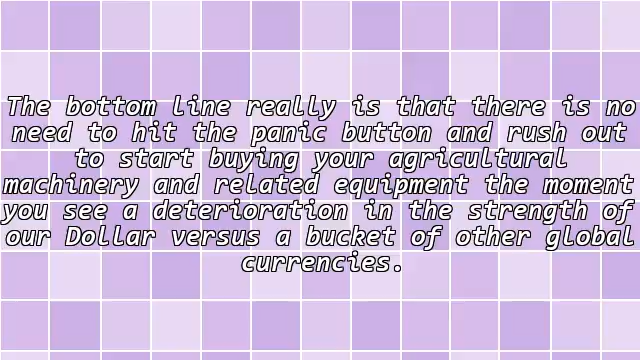 The bottom line really is that there is no
need to hit the panic button and rush out
to start buying your agricultural
machinery and related equipment the moment
you see a deterioration in the strength of
our Dollar versus a bucket of other global
currencies.